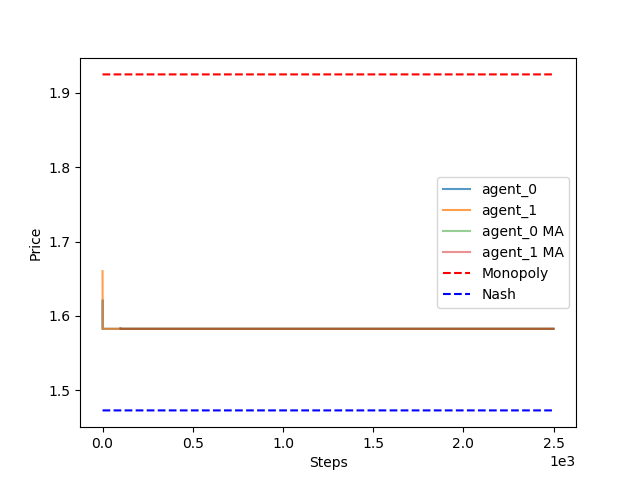 1.9
1.8
1.7
1.6
1.5
Price
agent_0
agent_1
agent_0 MA
agent_1 MA
Monopoly
Nash
0.0 0.5 1.0 1.5 2.0 2.5
1e3
Steps